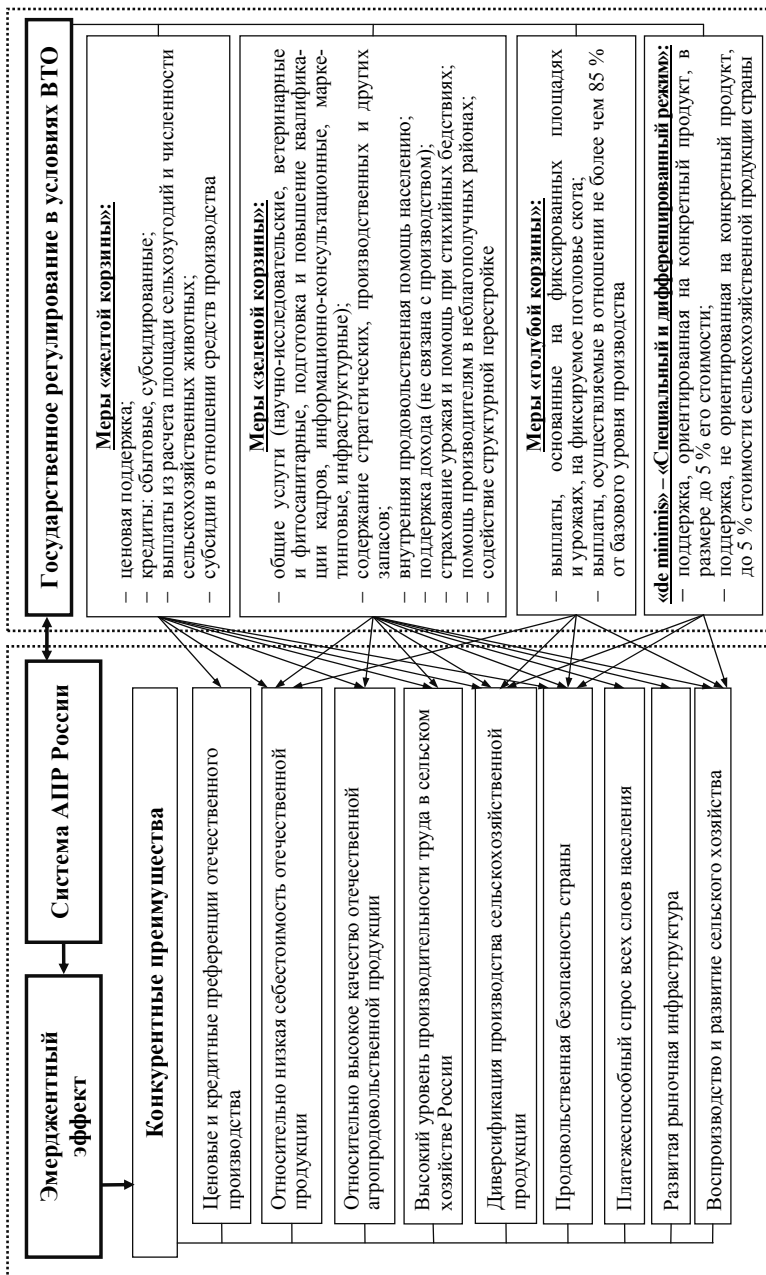 Эмерджентный
эффект
Система АПР России
Государственное регулирование в условиях ВТО
Конкурентные преимущества
Ценовые и кредитные преференции отечественного
производства
Относительно низкая себестоимость отечественной
продукции
Относительно высокое качество отечественной
агропродовольственной продукции
Высокий уровень производительности труда в сельском
хозяйстве России
Диверсификация производства сельскохозяйственной
продукции
Продовольственная безопасность страны
Платежеспособный спрос всех слоев населения
Развитая рыночная инфраструктура
Воспроизводство и развитие сельского хозяйства
Меры «желтой корзины»:
– ценовая поддержка;
– кредиты: сбытовые, субсидированные;
– выплаты из расчета площади сельхозугодий и численности
сельскохозяйственных животных;
– субсидии в отношении средств производства
Меры «зеленой корзины»:
– общие услуги (научно-исследовательские, ветеринарные
и фитосанитарные, подготовка и повышение квалифика-
ции кадров, информационно-консультационные, марке-
тинговые, инфраструктурные);
– содержание стратегических, производственных и других
запасов;
– внутренняя продовольственная помощь населению;
– поддержка дохода (не связана с производством);
– страхование урожая и помощь при стихийных бедствиях;
– помощь производителям в неблагополучных районах;
– содействие структурной перестройке
Меры «голубой корзины»:
– выплаты, основанные на фиксированных площадях
и урожаях, на фиксируемое поголовье скота;
– выплаты, осуществляемые в отношении не более чем 85 %
от базового уровня производства
«de minimis» – «Специальный и дифференцированный режим»:
– поддержка, ориентированная на конкретный продукт, в
размере до 5 % его стоимости;
– поддержка, не ориентированная на конкретный продукт,
до 5 % стоимости сельскохозяйственной продукции страны